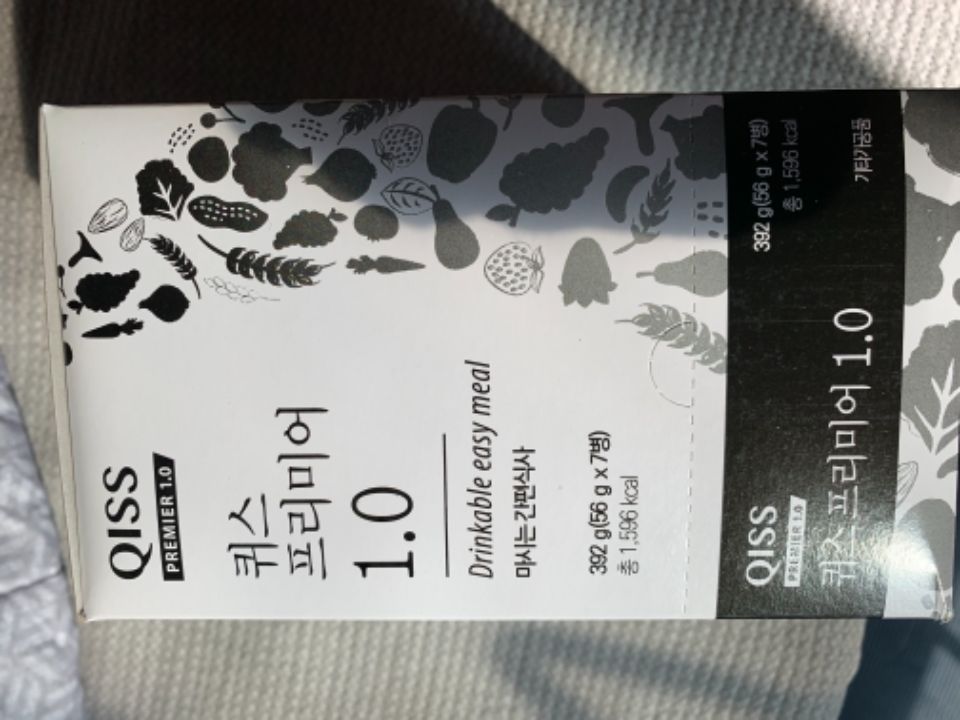 QISS
PREMIER 1.0
퀴스
프리미어
1.0
Drinkable easy meal
마시는 간편식사
392 g(56 g x 7병)
총 1,596 kcal
QISS
PREMIER 1.0
퀴스 프리미어 1.0
392 g(56 g x 7병)
총 1,596 kcal
기타가공품